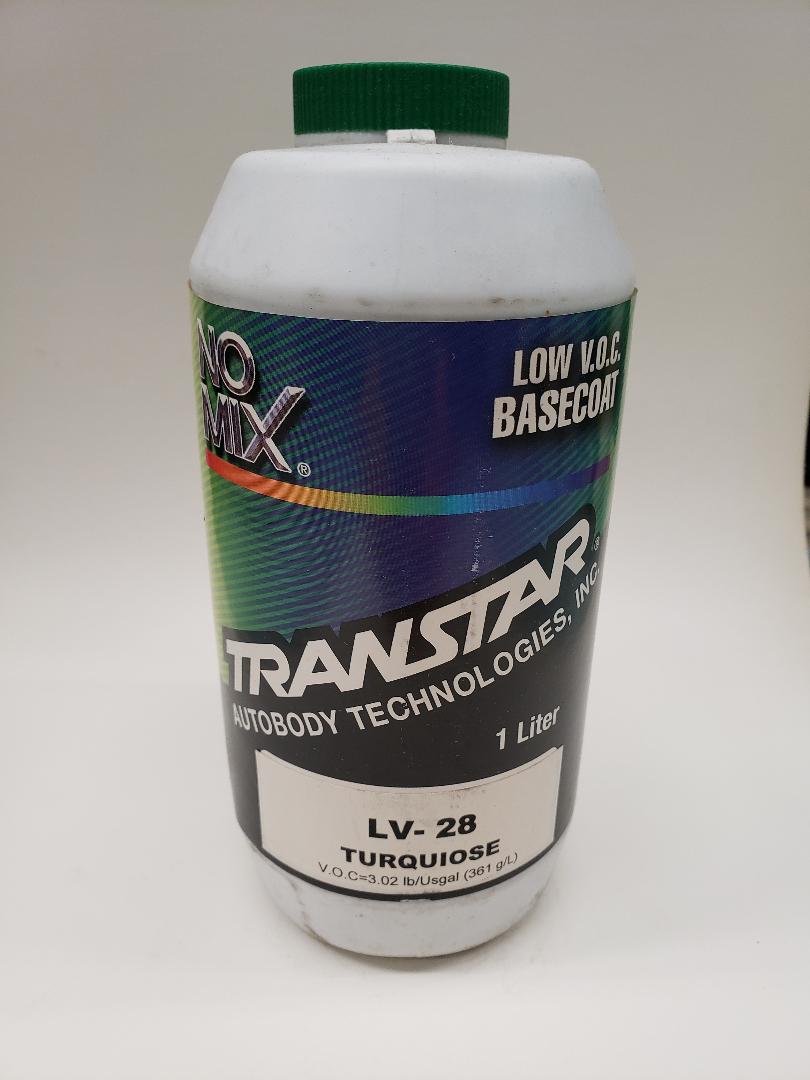 NO
MIX®
LOW V.O.C.
BASECOAT
TRANSTAR®
AUTOBODY TECHNOLOGIES, INC.
1 Liter
LV- 28
TURQUIOSE
V.O.C=3.02 lb/Usgal (361 g/L)